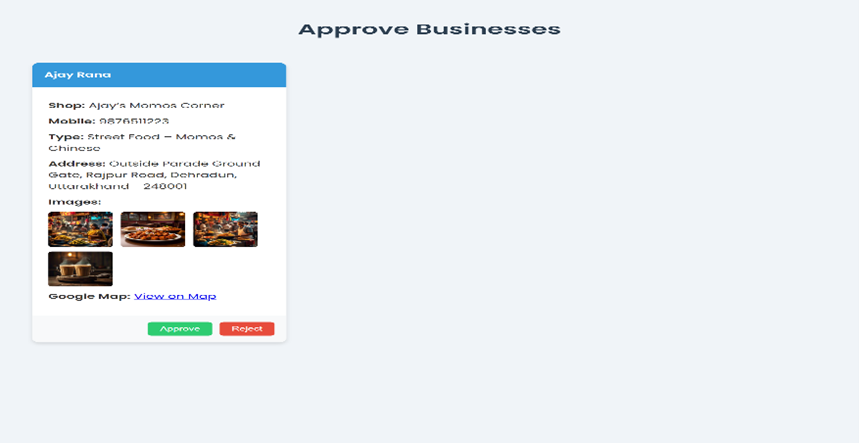 Approve Businesses
Ajay Rana
Shop: Ajay's Momos Corner
Mobile: 9876511223
Type: Street Food – Momos &
Chinese
Address: Outside Parade Ground
Gate, Rajpur Road, Dehradun,
Uttarakhand – 248001
Images:
Google Map: View on Map
Approve Reject